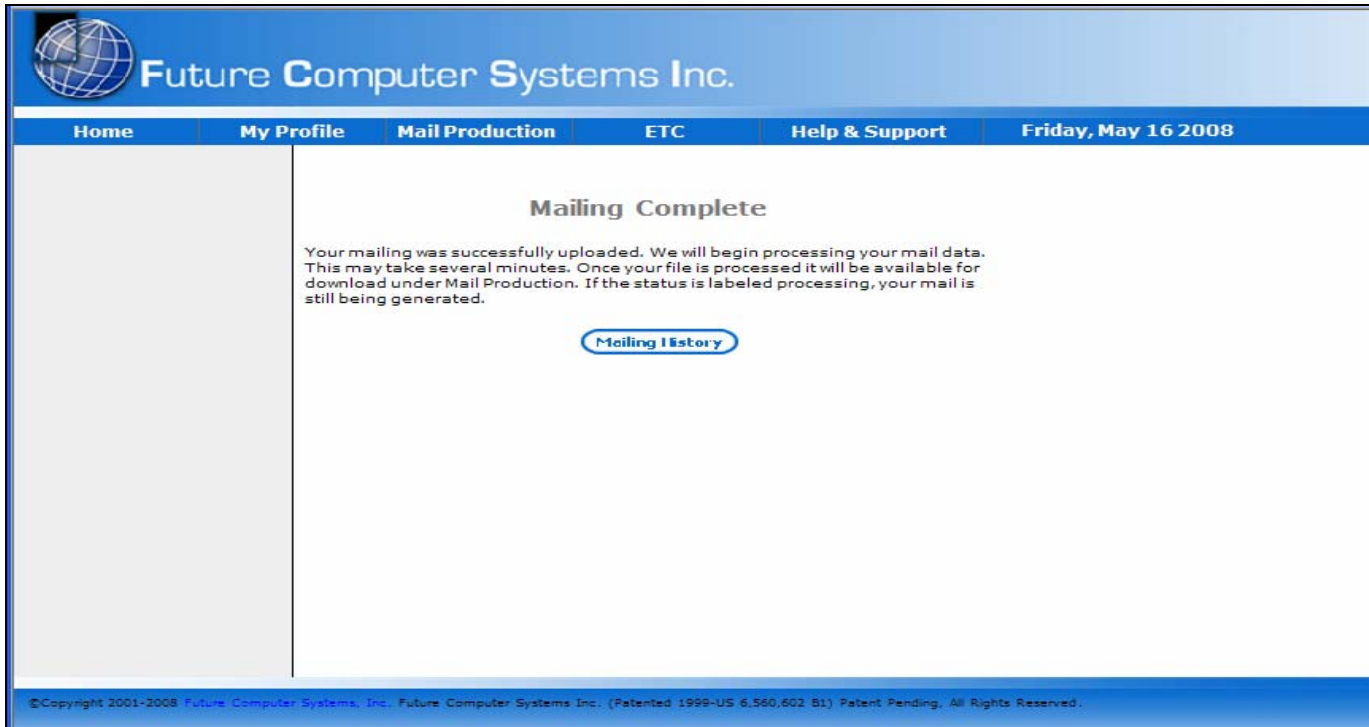 Future Computer Systems Inc.
Home My Profile Mail Production ETC Help & Support Friday, May 16 2008
Mailing Complete
Your mailing was successfully uploaded. We will begin processing your mail data.
This may take several minutes. Once your file is processed it will be available for
download under Mail Production. If the status is labeled processing, your mail is
still being generated.
Mailing History
©Copyright 2001-2008 Future Computer Systems, Inc. Future Computer Systems Inc. (Patented 1999-US 6,560,602 B1) Patent Pending, All Rights Reserved.